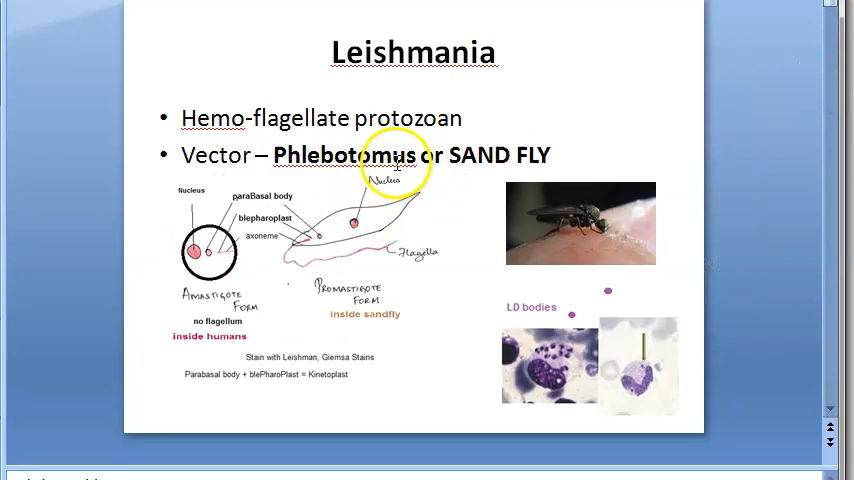 Leishmania
• Hemo-flagellate protozoan
• Vector – Phlebotomus or SAND FLY
Nucleus
Nucleus
paraBasal body
blepharoplast
axoneme
Flagella
AMASTIGOTE FORM
PROMASTIGOTE FORM
no flagellum
inside sandfly
inside humans
LD bodies
Stain with Leishman, Giemsa Stains
Parabasal body + blePharoPlast = Kinetoplast